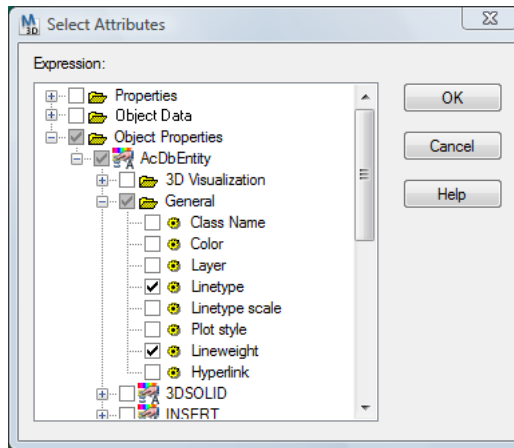 M
3D
Select Attributes
Expression:
Properties
Object Data
Object Properties
AcDbEntity
3D Visualization
General
Class Name
Color
Layer
Linetype
Linetype scale
Plot style
Lineweight
Hyperlink
3DSOLID
INSERT
OK
Cancel
Help